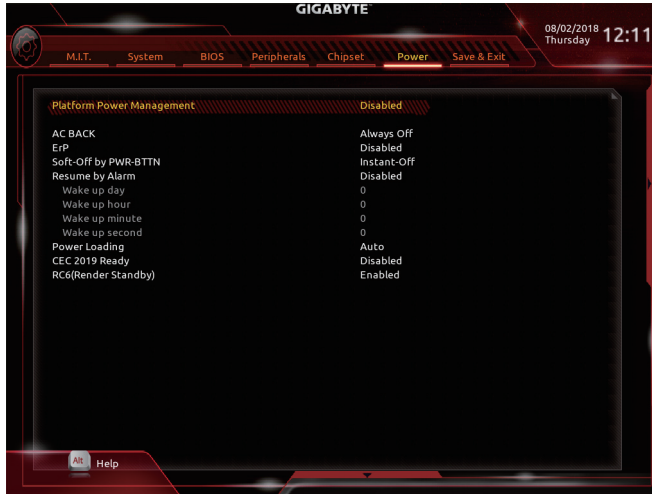 GIGABYTE™
08/02/2018 Thursday 12:11
M.I.T. System BIOS Peripherals Chipset Power Save & Exit
Platform Power Management Disabled
AC BACK Always Off
ErP Disabled
Soft-Off by PWR-BTTN Instant-Off
Resume by Alarm Disabled
Wake up day 0
Wake up hour 0
Wake up minute 0
Wake up second 0
Power Loading Auto
CEC 2019 Ready Disabled
RC6(Render Standby) Enabled
Alt Help